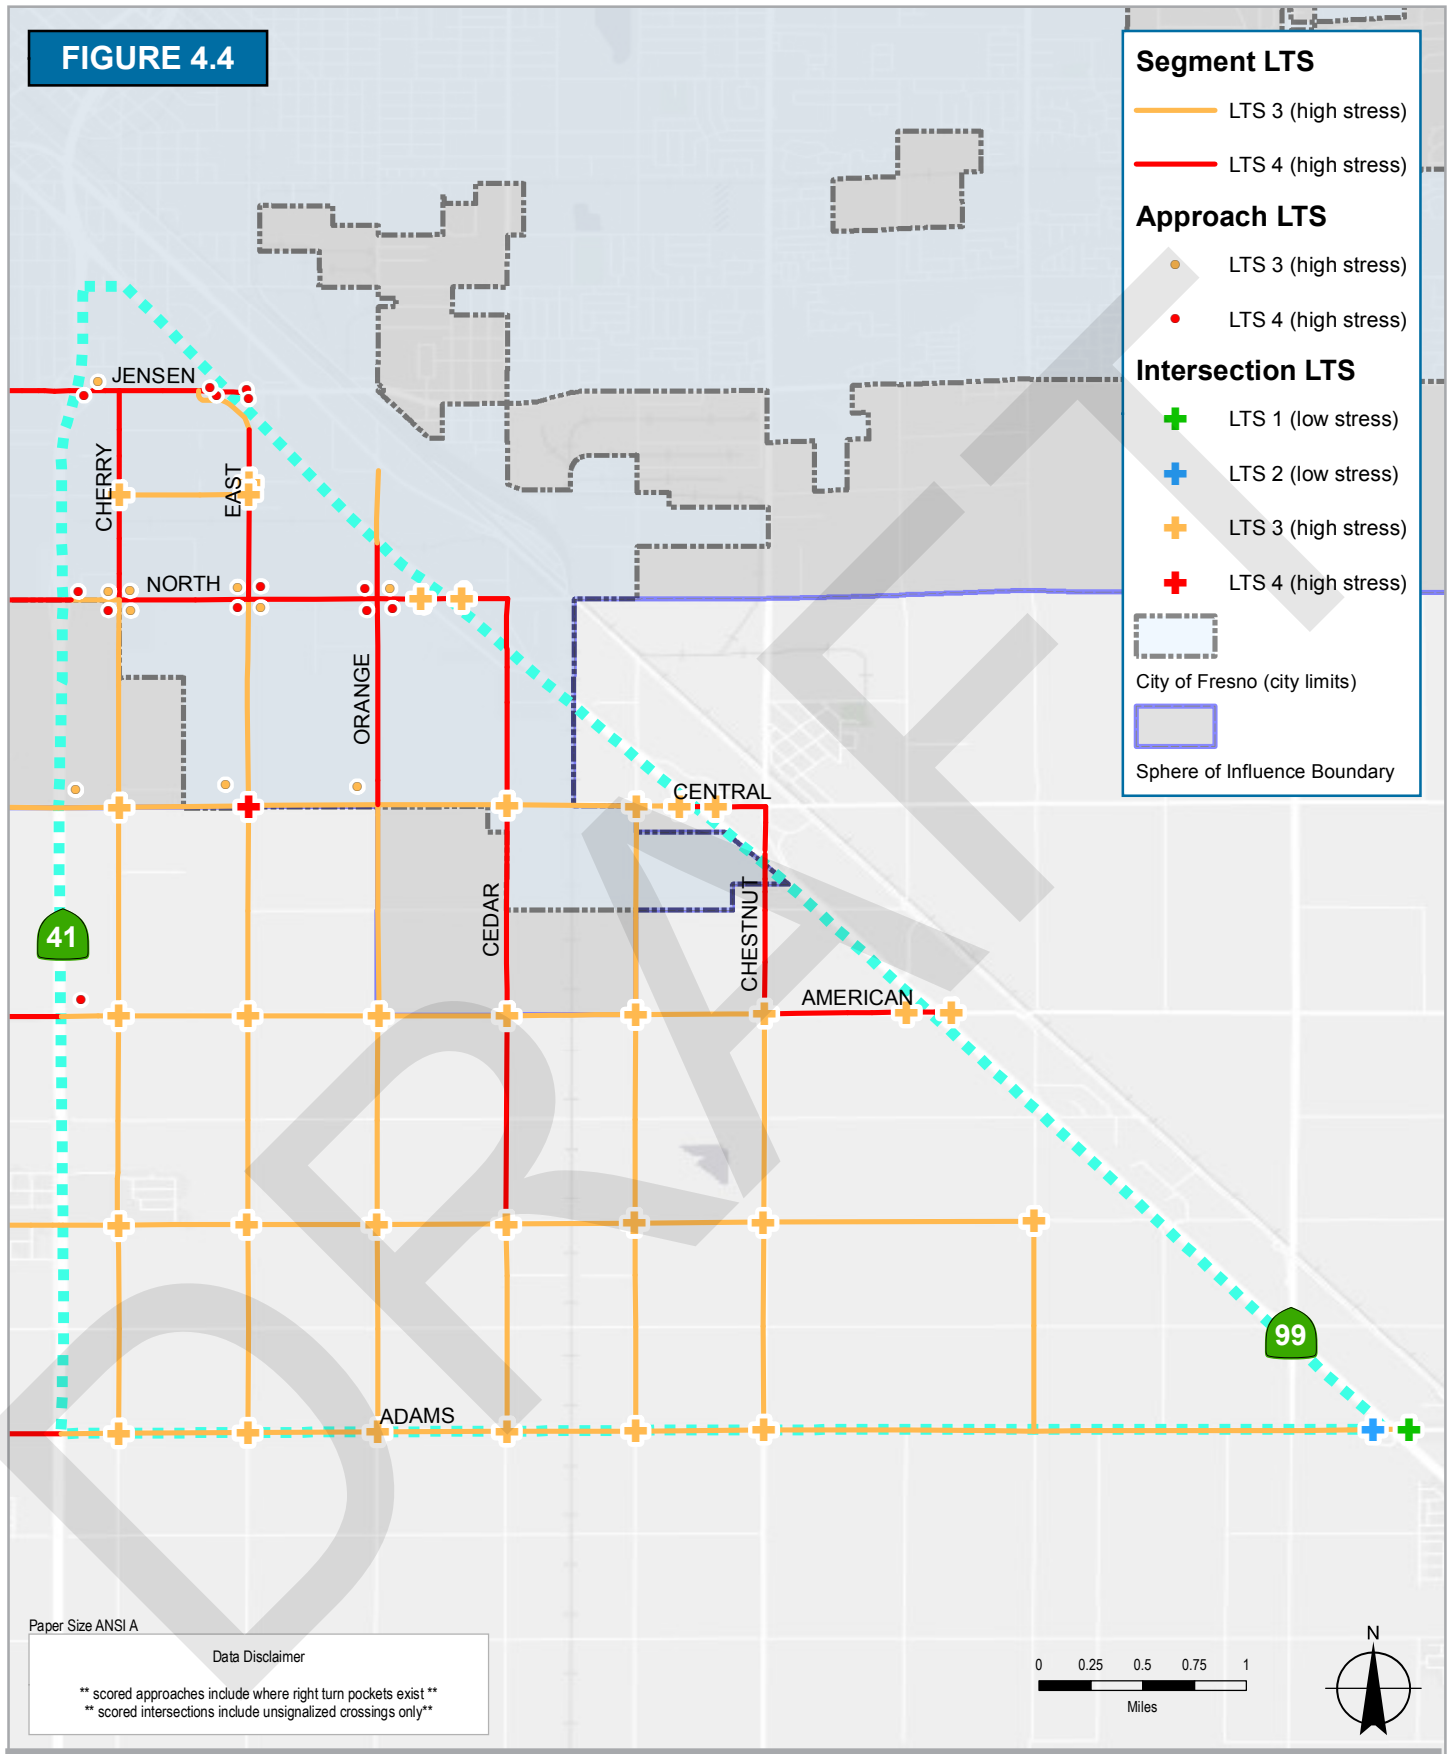 FIGURE 4.4
Segment LTS
LTS 3 (high stress)
LTS 4 (high stress)
Approach LTS
LTS 3 (high stress)
LTS 4 (high stress)
Intersection LTS
LTS 1 (low stress)
LTS 2 (low stress)
LTS 3 (high stress)
LTS 4 (high stress)
City of Fresno (city limits)
Sphere of Influence Boundary
JENSEN
CHERRY
EAST
NORTH
ORANGE
CENTRAL
CEDAR
CHESTNUT
41
AMERICAN
99
ADAMS
DRAFT
Paper Size ANSI A
Data Disclaimer
** scored approaches include where right turn pockets exist **
** scored intersections include unsignalized crossings only**
0 0.25 0.5 0.75 1
Miles
N